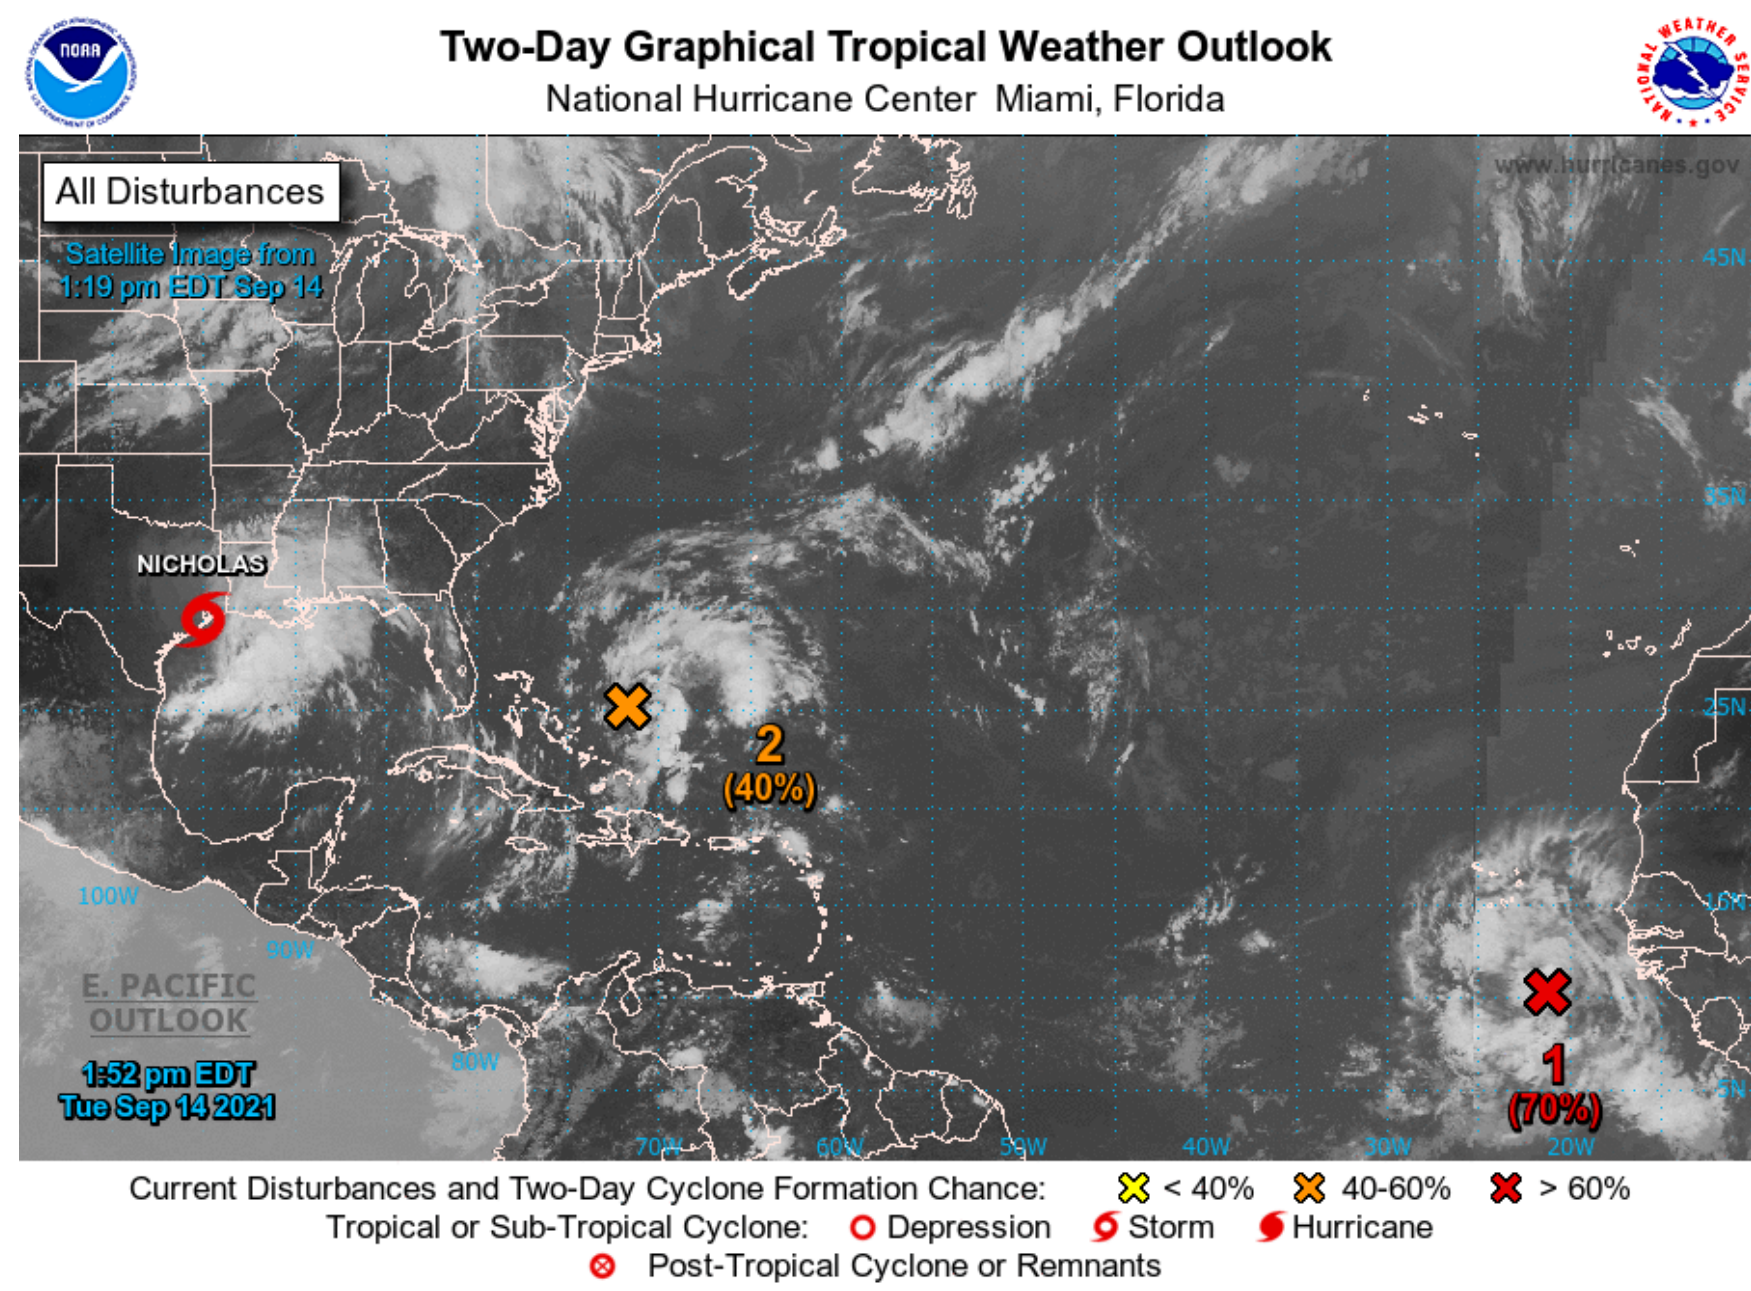 NOAA
Two-Day Graphical Tropical Weather Outlook
National Hurricane Center Miami, Florida
NATIONAL WEATHER SERVICE
www.hurricanes.gov
All Disturbances
Satellite Image from
1:19 pm EDT Sep 14
45N
35N
NICHOLAS
25N
2
(40%)
100W
15N
90W
E. PACIFIC
OUTLOOK
80W
1
(70%)
5N
1:52 pm EDT
Tue Sep 14 2021
70W 60W 50W 40W 30W 20W
Current Disturbances and Two-Day Cyclone Formation Chance: < 40% 40-60% > 60%
Tropical or Sub-Tropical Cyclone: Depression Storm Hurricane
Post-Tropical Cyclone or Remnants